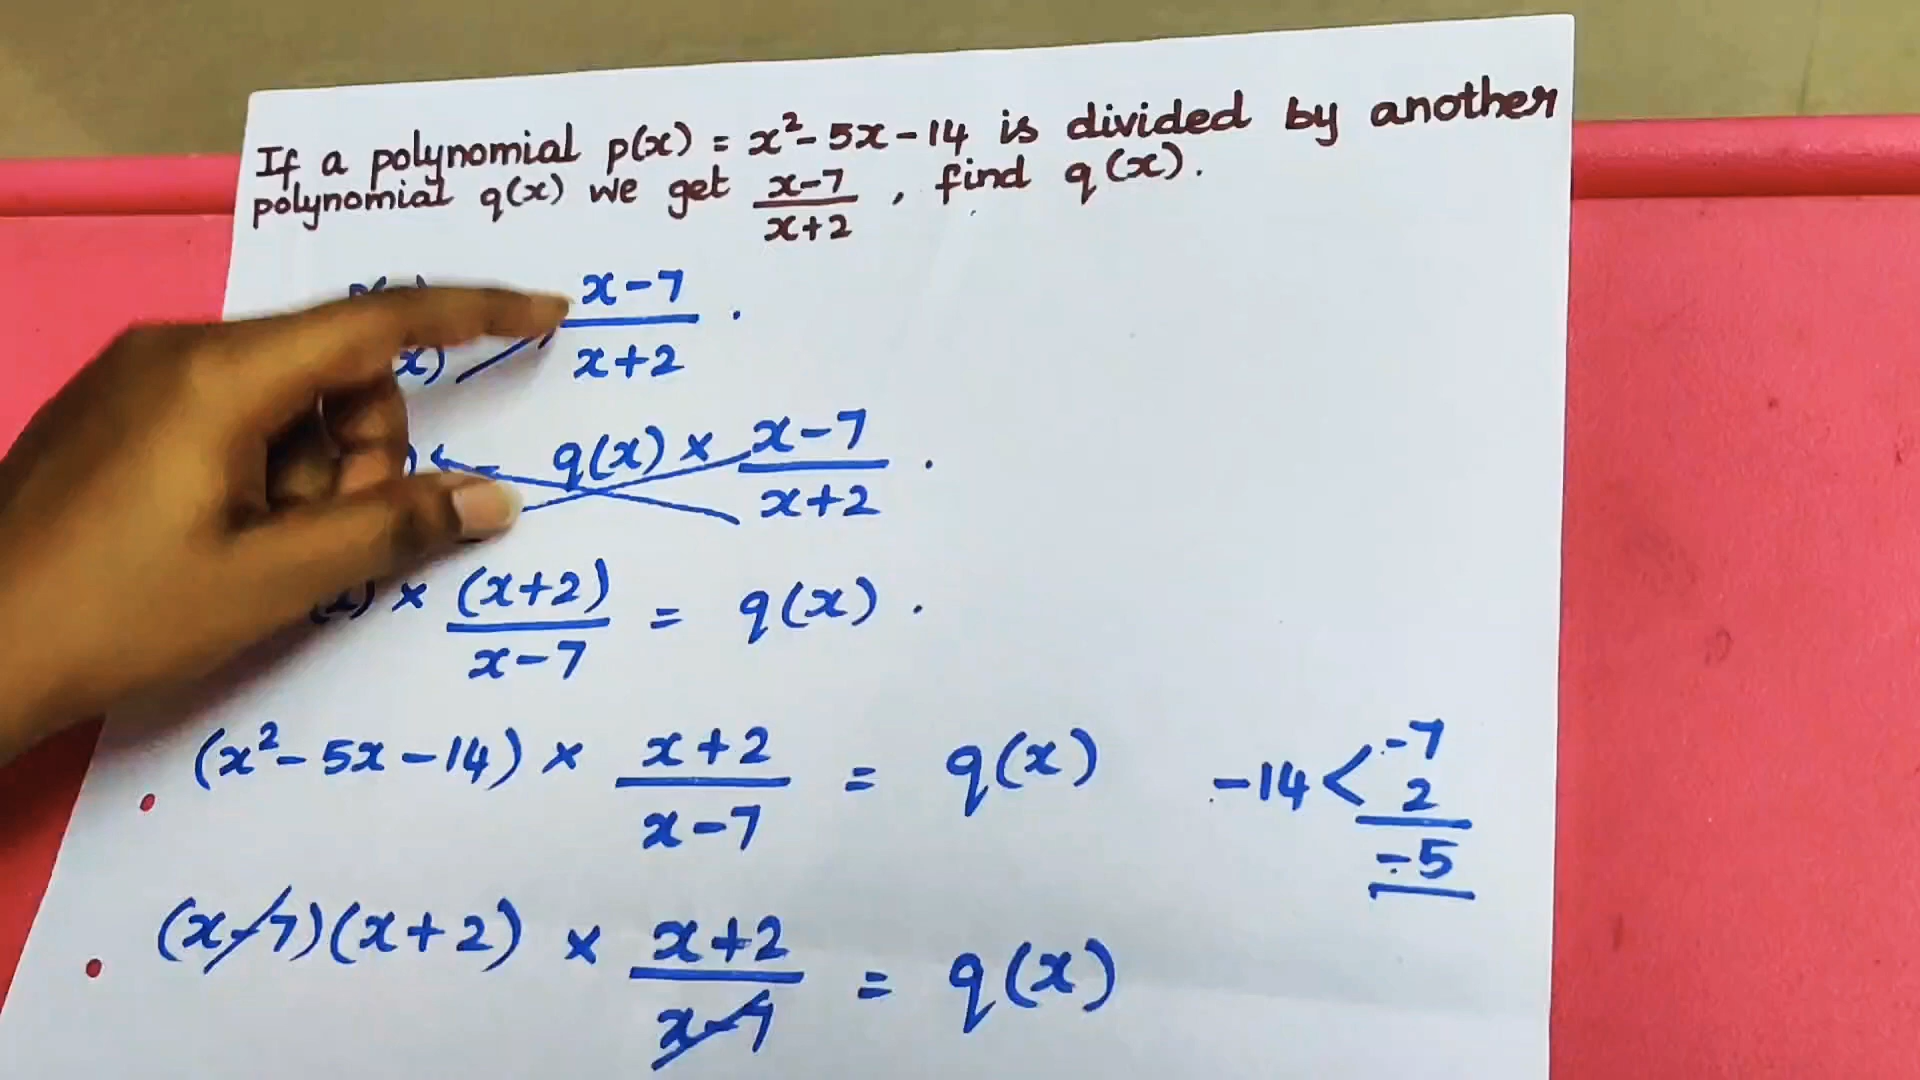 If a polynomial p(x) = x² - 5x - 14 is divided by another
polynomial q(x) we get x-7/x+2 , find q(x).
x-7/x+2 .
x)
q(x) × x-7/x+2 .
× (x+2)/x-7 = q(x) .
(x² - 5x - 14) × x+2/x-7 = q(x)
-14 < -7
2
-5
(x-7)(x+2) × x+2/x-7 = q(x)